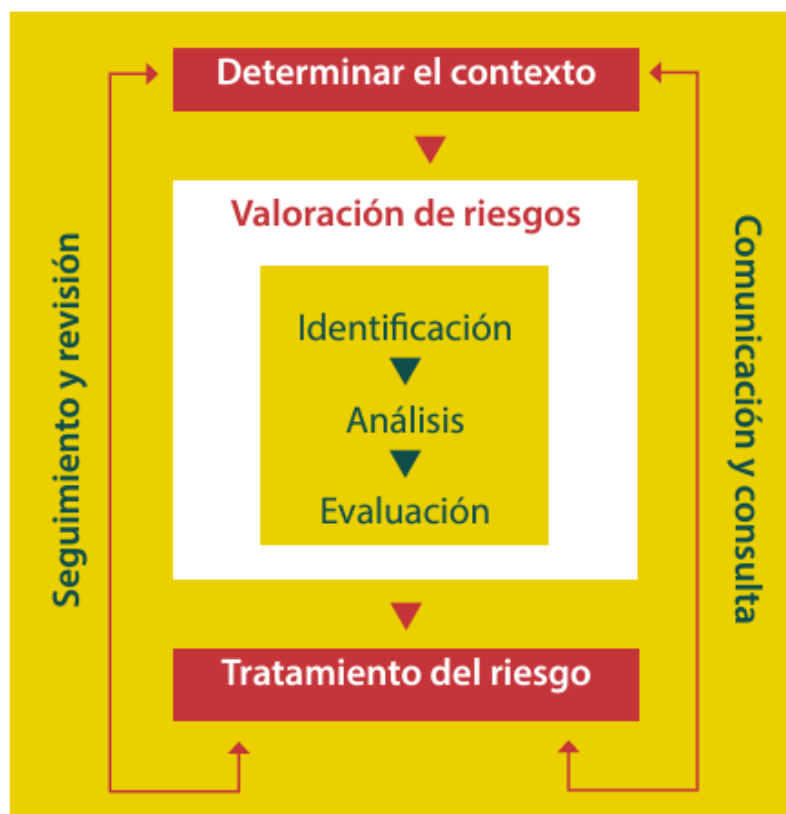 Determinar el contexto
Valoración de riesgos
Identificación
Análisis
Evaluación
Tratamiento del riesgo
Seguimiento y revisión
Comunicación y consulta